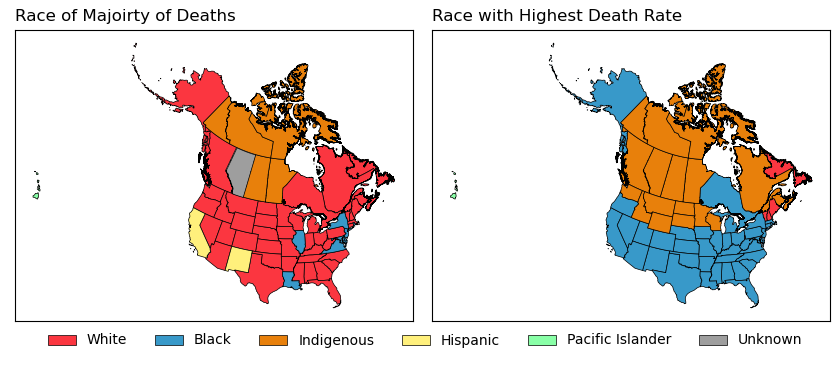 Race of Majoirty of Deaths
Race with Highest Death Rate
White Black Indigenous Hispanic Pacific Islander Unknown